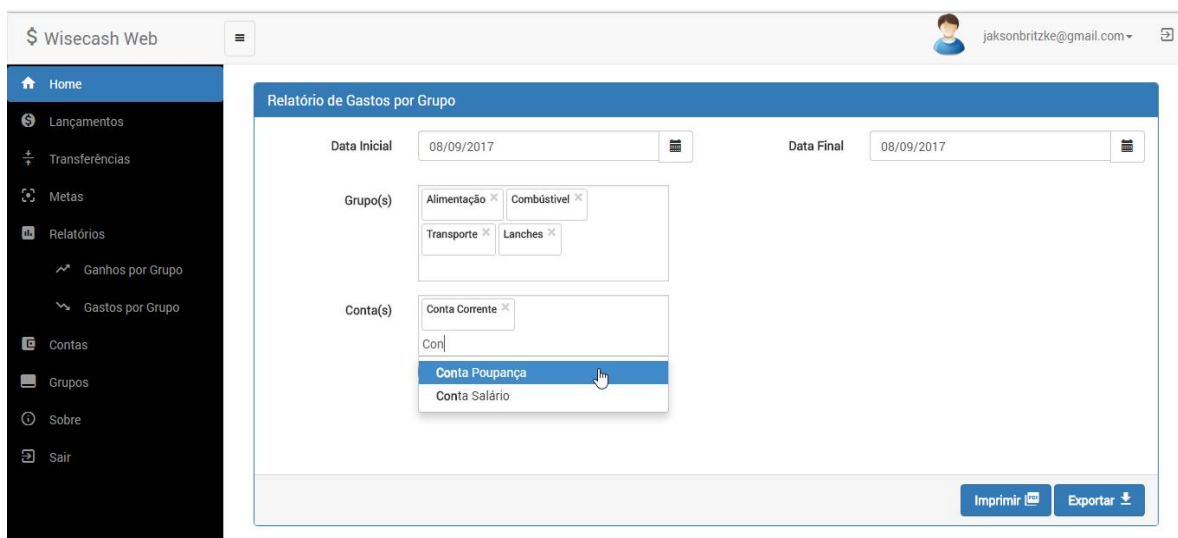 $ Wisecash Web
jaksonbritzke@gmail.com
Home
Lançamentos
Transferências
Metas
Relatórios
Ganhos por Grupo
Gastos por Grupo
Contas
Grupos
Sobre
Sair
Relatório de Gastos por Grupo
Data Inicial 08/09/2017 Data Final 08/09/2017
Grupo(s) Alimentação × Combústivel ×
Transporte × Lanches ×
Conta(s) Conta Corrente ×
Con
Conta Poupança
Conta Salário
Imprimir PDF Exportar